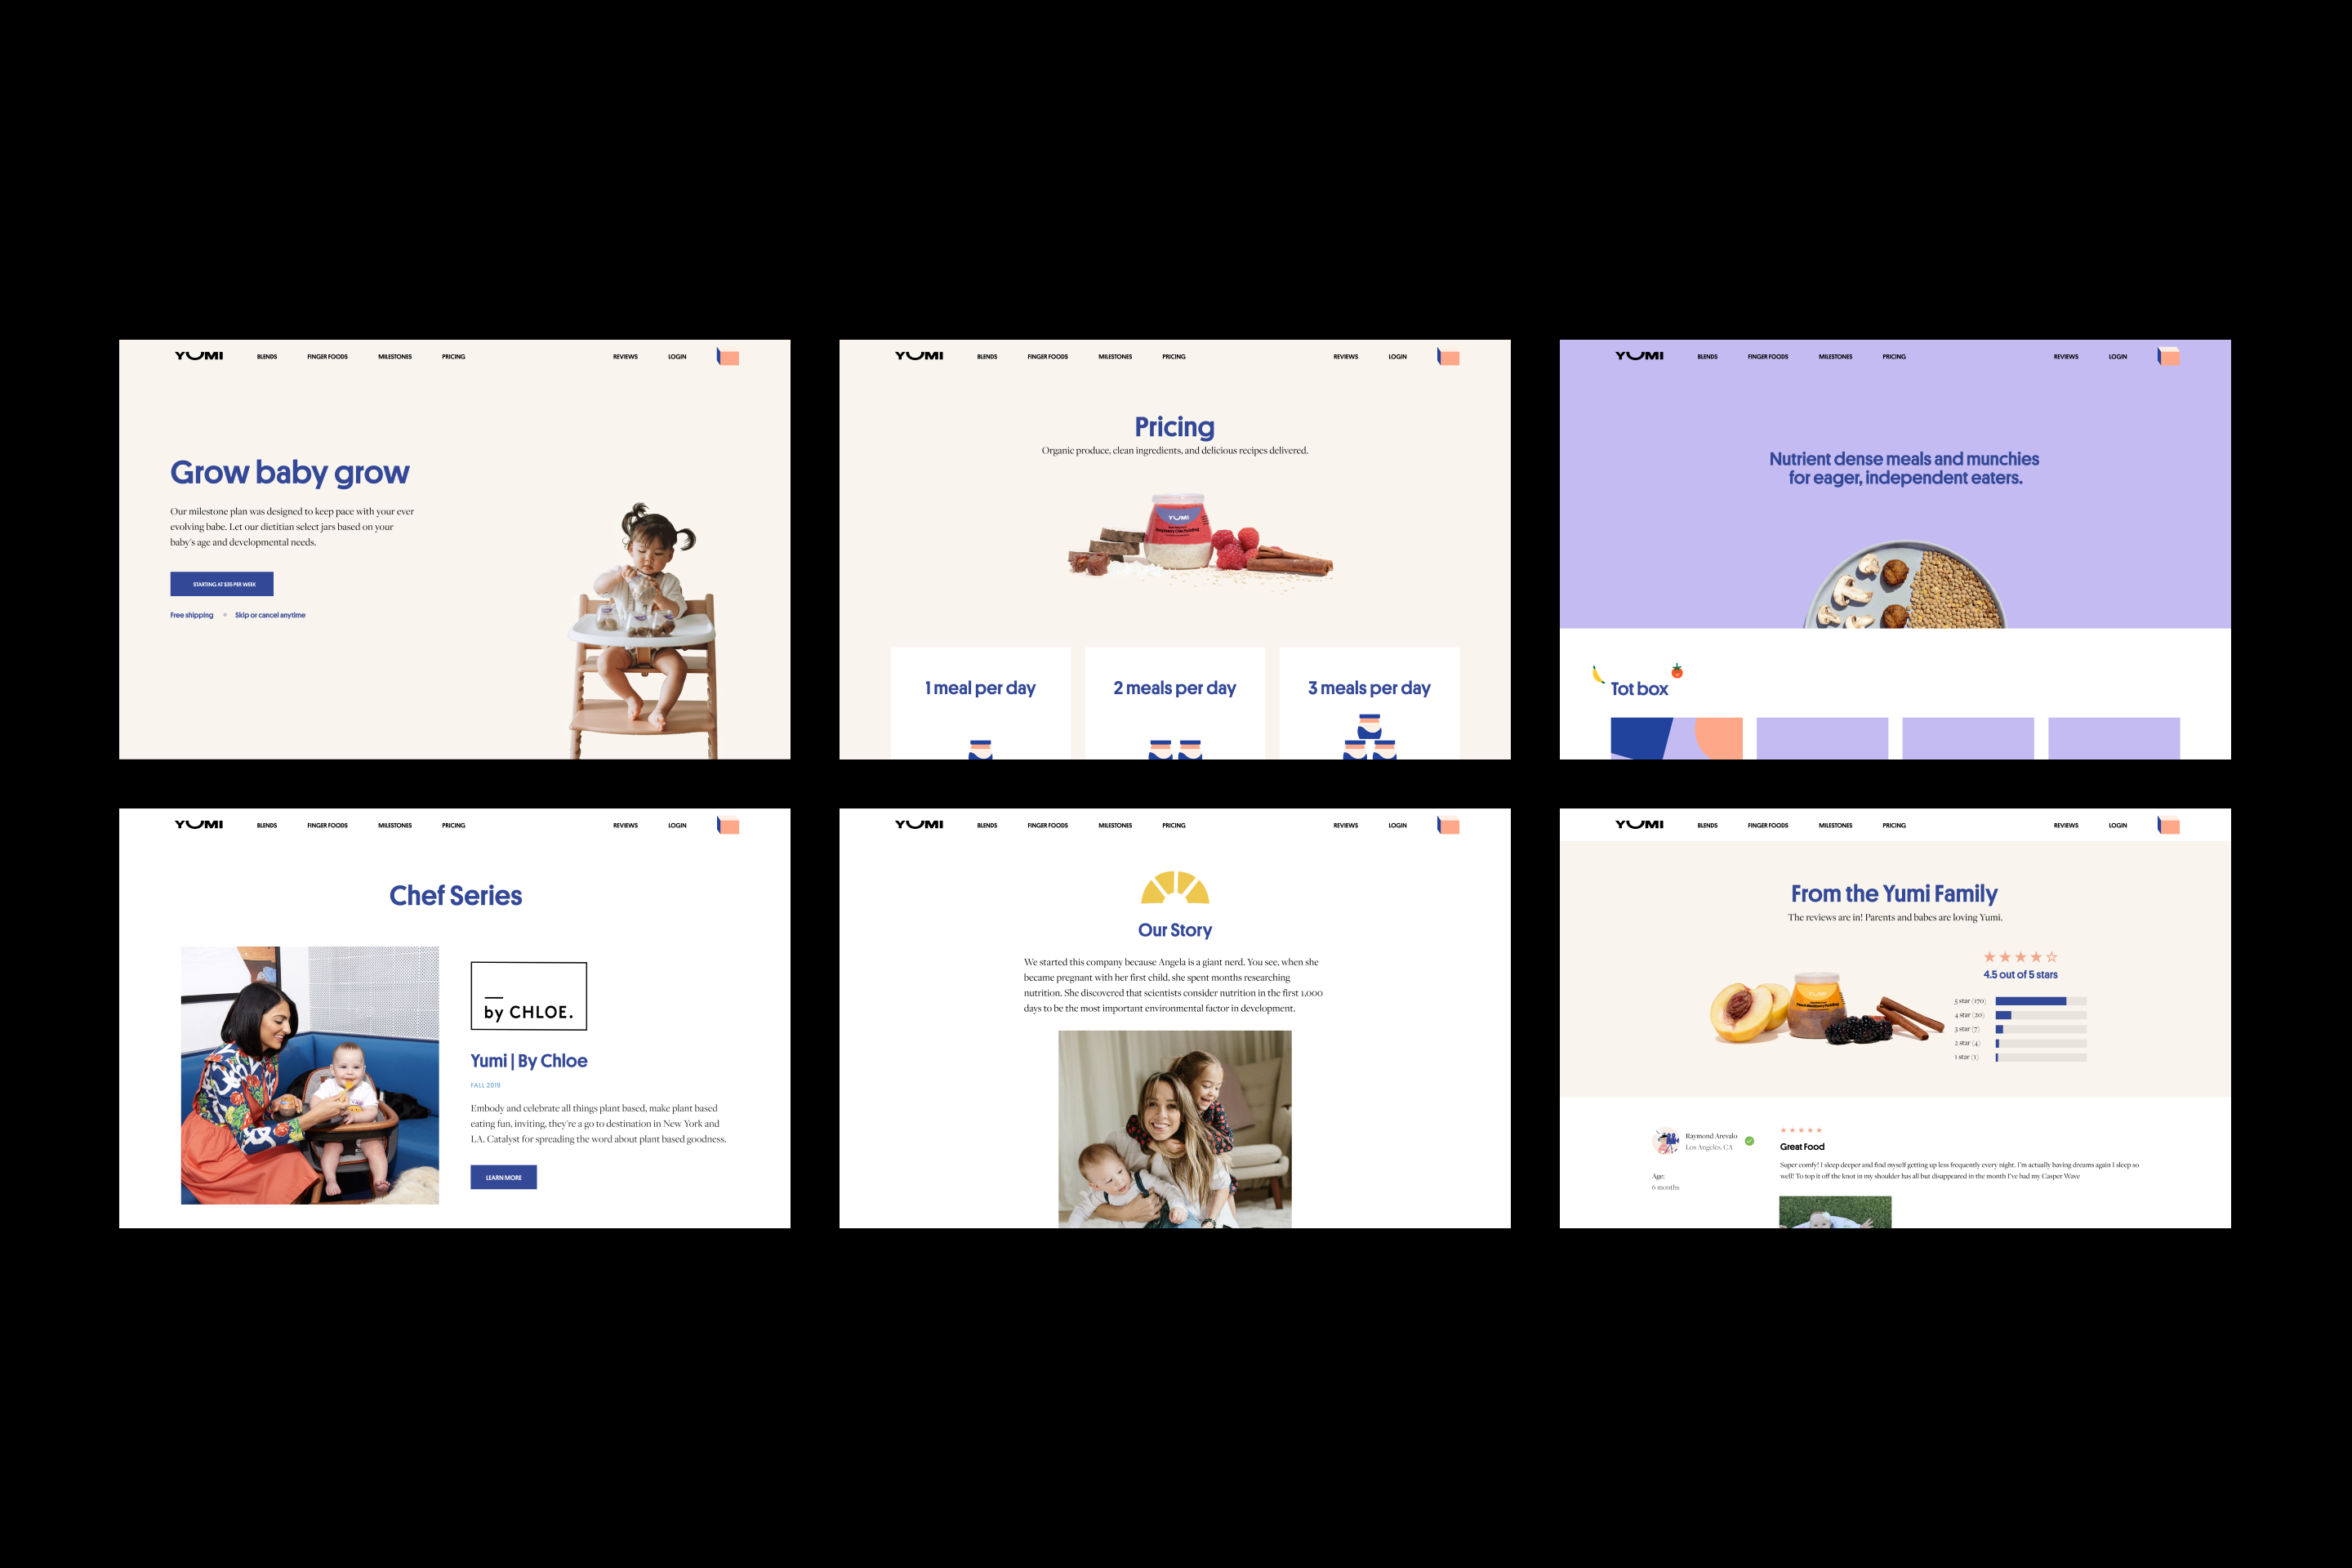 YUMI BLENDS FINGER FOODS MILESTONES PRICING REVIEWS LOGIN
Grow baby grow
Our milestone plan was designed to keep pace with your ever
evolving babe. Let our dietitian select jars based on your
baby's age and developmental needs.
STARTING AT $35 PER WEEK
Free shipping Skip or cancel anytime
YUMI BLENDS FINGER FOODS MILESTONES PRICING REVIEWS LOGIN
Pricing
Organic produce, clean ingredients, and delicious recipes delivered.
YUMI
Raspberry Chia Pudding
1 meal per day
2 meals per day
3 meals per day
YUMI BLENDS FINGER FOODS MILESTONES PRICING REVIEWS LOGIN
Nutrient dense meals and munchies
for eager, independent eaters.
Tot box
YUMI BLENDS FINGER FOODS MILESTONES PRICING REVIEWS LOGIN
Chef Series
by CHLOE.
Yumi | By Chloe
FALL 2019
Embody and celebrate all things plant based, make plant based
eating fun, inviting, they're a go to destination in New York and
LA. Catalyst for spreading the word about plant based goodness.
LEARN MORE
YUMI BLENDS FINGER FOODS MILESTONES PRICING REVIEWS LOGIN
Our Story
We started this company because Angela is a giant nerd. You see, when she
became pregnant with her first child, she spent months researching
nutrition. She discovered that scientists consider nutrition in the first 1,000
days to be the most important environmental factor in development.
YUMI BLENDS FINGER FOODS MILESTONES PRICING REVIEWS LOGIN
From the Yumi Family
The reviews are in! Parents and babes are loving Yumi.
YUMI
4.5 out of 5 stars
5 star (170)
4 star (20)
3 star (7)
2 star (4)
1 star (1)
Raymond Arevalo
Los Angeles, CA
Age:
6 months
Great Food
Super comfy! I sleep deeper and find myself getting up less frequently every night. I'm actually having dreams again I sleep so
well! To top it off the knot in my shoulder has all but disappeared in the month I've had my Casper Wave